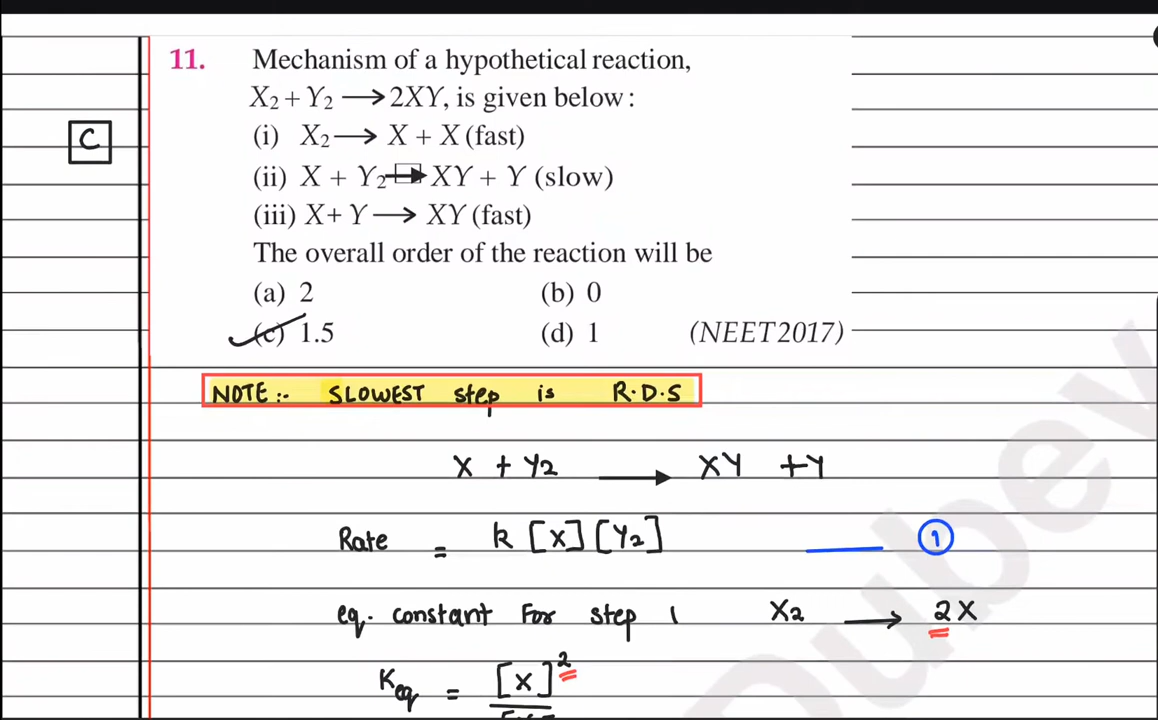 11. Mechanism of a hypothetical reaction,
X₂ + Y₂ ⟶ 2XY, is given below :
C
(i) X₂ ⟶ X + X (fast)
(ii) X + Y₂ ⟶ XY + Y (slow)
(iii) X + Y ⟶ XY (fast)
The overall order of the reaction will be
(a) 2 (b) 0
(c) 1.5 (d) 1 (NEET2017)
NOTE :- SLOWEST step is R.D.S
X + Y₂ ⟶ XY + Y
Rate = k [X] [Y₂] —— ①
eq. constant For step 1 X₂ ⟶ 2X
Keq = [X]²
Dubey